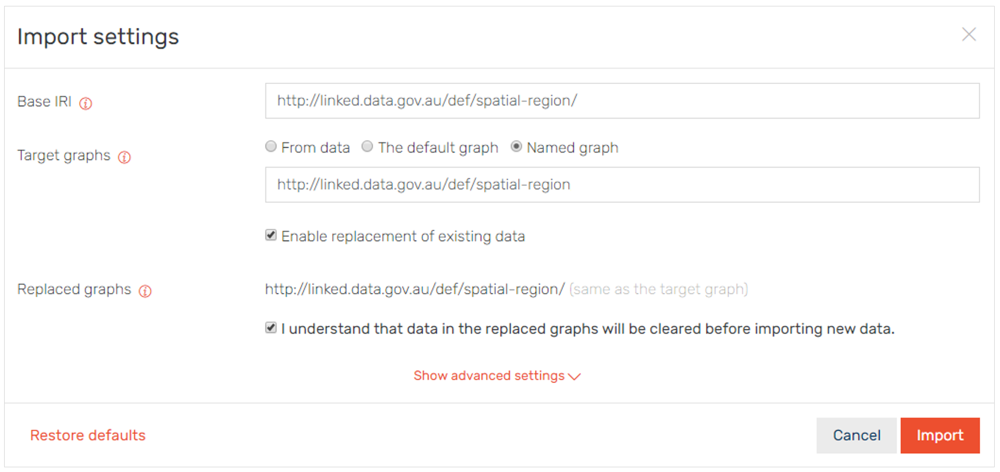 Import settings
Base IRI
http://linked.data.gov.au/def/spatial-region/
Target graphs
From data The default graph Named graph
http://linked.data.gov.au/def/spatial-region
Enable replacement of existing data
Replaced graphs
http://linked.data.gov.au/def/spatial-region/ (same as the target graph)
I understand that data in the replaced graphs will be cleared before importing new data.
Show advanced settings
Restore defaults
Cancel
Import